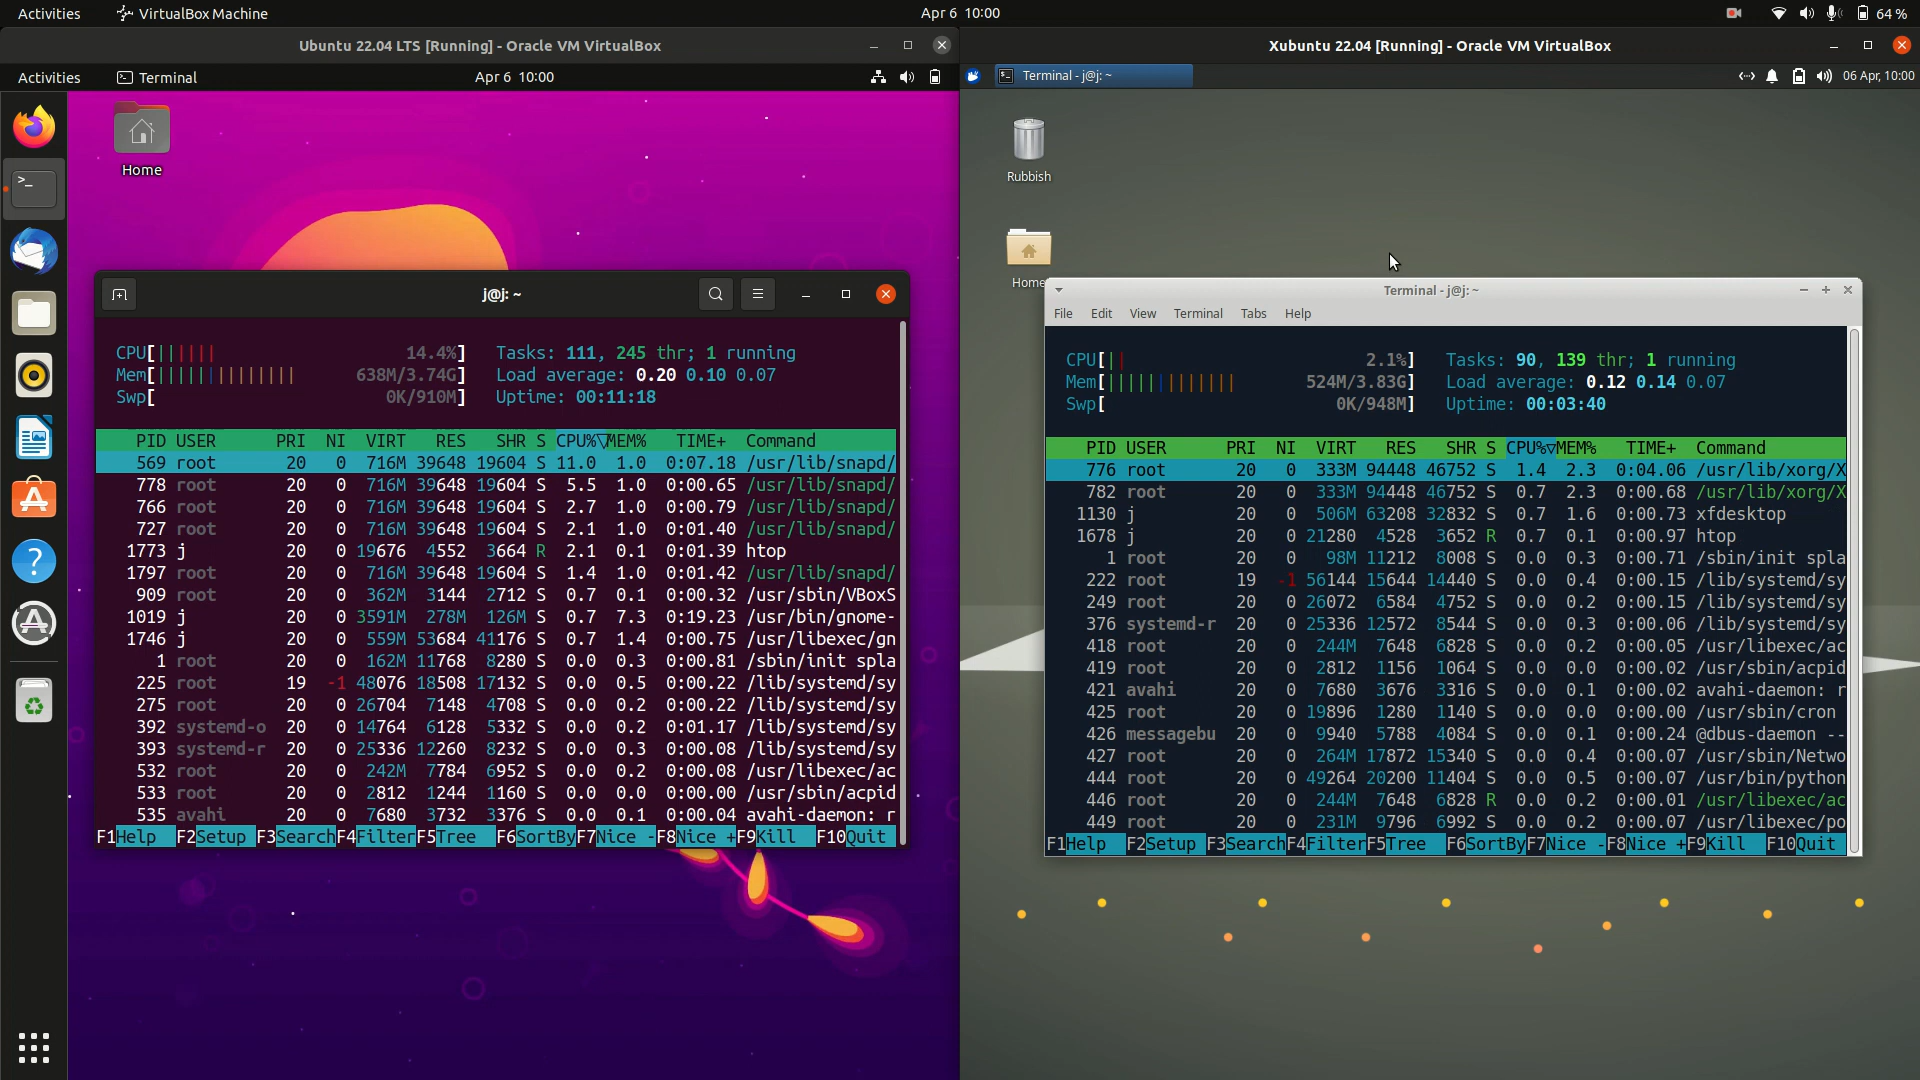 Activities VirtualBox Machine Apr 6 10:00 64 %
Ubuntu 22.04 LTS [Running] - Oracle VM VirtualBox
Activities Terminal Apr 6 10:00
Home
j@j: ~
CPU[||||||| 14.4%] Tasks: 111, 245 thr; 1 running
Mem[|||||||||||||| 638M/3.74G] Load average: 0.20 0.10 0.07
Swp[ 0K/910M] Uptime: 00:11:18
PID USER PRI NI VIRT RES SHR S CPU%▽MEM% TIME+ Command
569 root 20 0 716M 39648 19604 S 11.0 1.0 0:07.18 /usr/lib/snapd/
778 root 20 0 716M 39648 19604 S 5.5 1.0 0:00.65 /usr/lib/snapd/
766 root 20 0 716M 39648 19604 S 2.7 1.0 0:00.79 /usr/lib/snapd/
727 root 20 0 716M 39648 19604 S 2.1 1.0 0:01.40 /usr/lib/snapd/
1773 j 20 0 19676 4552 3664 R 2.1 0.1 0:01.39 htop
1797 root 20 0 716M 39648 19604 S 1.4 1.0 0:01.42 /usr/lib/snapd/
909 root 20 0 362M 3144 2712 S 0.7 0.1 0:00.32 /usr/sbin/VBoxS
1019 j 20 0 3591M 278M 126M S 0.7 7.3 0:19.23 /usr/bin/gnome-
1746 j 20 0 559M 53684 41176 S 0.7 1.4 0:00.75 /usr/libexec/gn
1 root 20 0 162M 11768 8280 S 0.0 0.3 0:00.81 /sbin/init spla
225 root 19 -1 48076 18508 17132 S 0.0 0.5 0:00.22 /lib/systemd/sy
275 root 20 0 26704 7148 4708 S 0.0 0.2 0:00.22 /lib/systemd/sy
392 systemd-o 20 0 14764 6128 5332 S 0.0 0.2 0:01.17 /lib/systemd/sy
393 systemd-r 20 0 25336 12260 8232 S 0.0 0.3 0:00.08 /lib/systemd/sy
532 root 20 0 242M 7784 6952 S 0.0 0.2 0:00.08 /usr/libexec/ac
533 root 20 0 2812 1244 1160 S 0.0 0.0 0:00.00 /usr/sbin/acpid
535 avahi 20 0 7680 3732 3376 S 0.0 0.1 0:00.04 avahi-daemon: r
F1Help F2Setup F3SearchF4FilterF5Tree F6SortByF7Nice -F8Nice +F9Kill F10Quit
Xubuntu 22.04 [Running] - Oracle VM VirtualBox
Terminal - j@j: ~ 06 Apr, 10:00
Rubbish
Home
Terminal - j@j: ~
File Edit View Terminal Tabs Help
CPU[|| 2.1%] Tasks: 90, 139 thr; 1 running
Mem[||||||||||||| 524M/3.83G] Load average: 0.12 0.14 0.07
Swp[ 0K/948M] Uptime: 00:03:40
PID USER PRI NI VIRT RES SHR S CPU%▽MEM% TIME+ Command
776 root 20 0 333M 94448 46752 S 1.4 2.3 0:04.06 /usr/lib/xorg/X
782 root 20 0 333M 94448 46752 S 0.7 2.3 0:00.68 /usr/lib/xorg/X
1130 j 20 0 506M 63208 32832 S 0.7 1.6 0:00.73 xfdesktop
1678 j 20 0 21280 4528 3652 R 0.7 0.1 0:00.97 htop
1 root 20 0 98M 11212 8008 S 0.0 0.3 0:00.71 /sbin/init spla
222 root 19 -1 56144 15644 14440 S 0.0 0.4 0:00.15 /lib/systemd/sy
249 root 20 0 26072 6584 4752 S 0.0 0.2 0:00.15 /lib/systemd/sy
376 systemd-r 20 0 25336 12572 8544 S 0.0 0.3 0:00.06 /lib/systemd/sy
418 root 20 0 244M 7648 6828 S 0.0 0.2 0:00.05 /usr/libexec/ac
419 root 20 0 2812 1156 1064 S 0.0 0.0 0:00.02 /usr/sbin/acpid
421 avahi 20 0 7680 3676 3316 S 0.0 0.1 0:00.02 avahi-daemon: r
425 root 20 0 19896 1280 1140 S 0.0 0.0 0:00.00 /usr/sbin/cron
426 messagebu 20 0 9940 5788 4084 S 0.0 0.1 0:00.24 @dbus-daemon --
427 root 20 0 264M 17872 15340 S 0.0 0.4 0:00.07 /usr/sbin/Netwo
444 root 20 0 49264 20200 11404 S 0.0 0.5 0:00.07 /usr/bin/python
446 root 20 0 244M 7648 6828 R 0.0 0.2 0:00.01 /usr/libexec/ac
449 root 20 0 231M 9796 6992 S 0.0 0.2 0:00.07 /usr/libexec/po
F1Help F2Setup F3SearchF4FilterF5Tree F6SortByF7Nice -F8Nice +F9Kill F10Quit